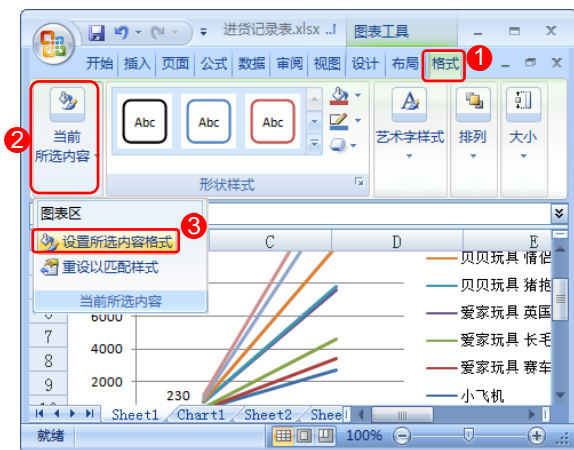 进货记录表.xlsx ..
图表工具
开始 插入 页面 公式 数据 审阅 视图 设计 布局 格式
1
Abc Abc Abc
2
当前
所选内容
艺术字样式 排列 大小
形状样式
图表区
3
设置所选内容格式
重设以匹配样式
当前所选内容
C D E
贝贝玩具 情侣
贝贝玩具 猪抱
6000
爱家玩具 英国
7
4000
爱家玩具 长毛
8
爱家玩具 赛车
9
2000
230
小飞机
Sheet1 Chart1 Sheet2 Shee
就绪
100%